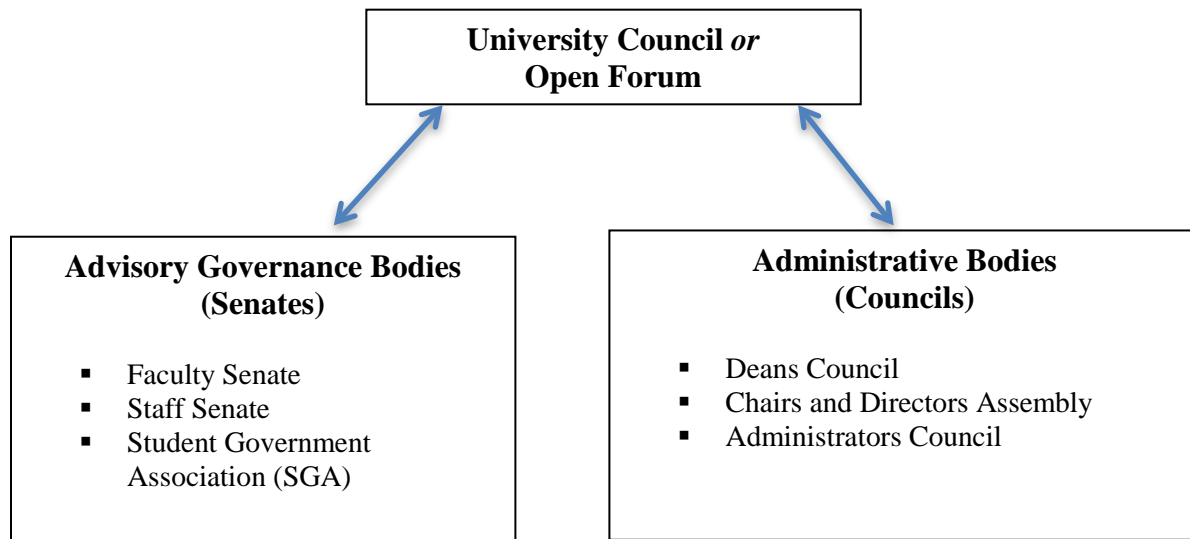 University Council or
Open Forum
Advisory Governance Bodies
(Senates)
▪ Faculty Senate
▪ Staff Senate
▪ Student Government
Association (SGA)
Administrative Bodies
(Councils)
▪ Deans Council
▪ Chairs and Directors Assembly
▪ Administrators Council